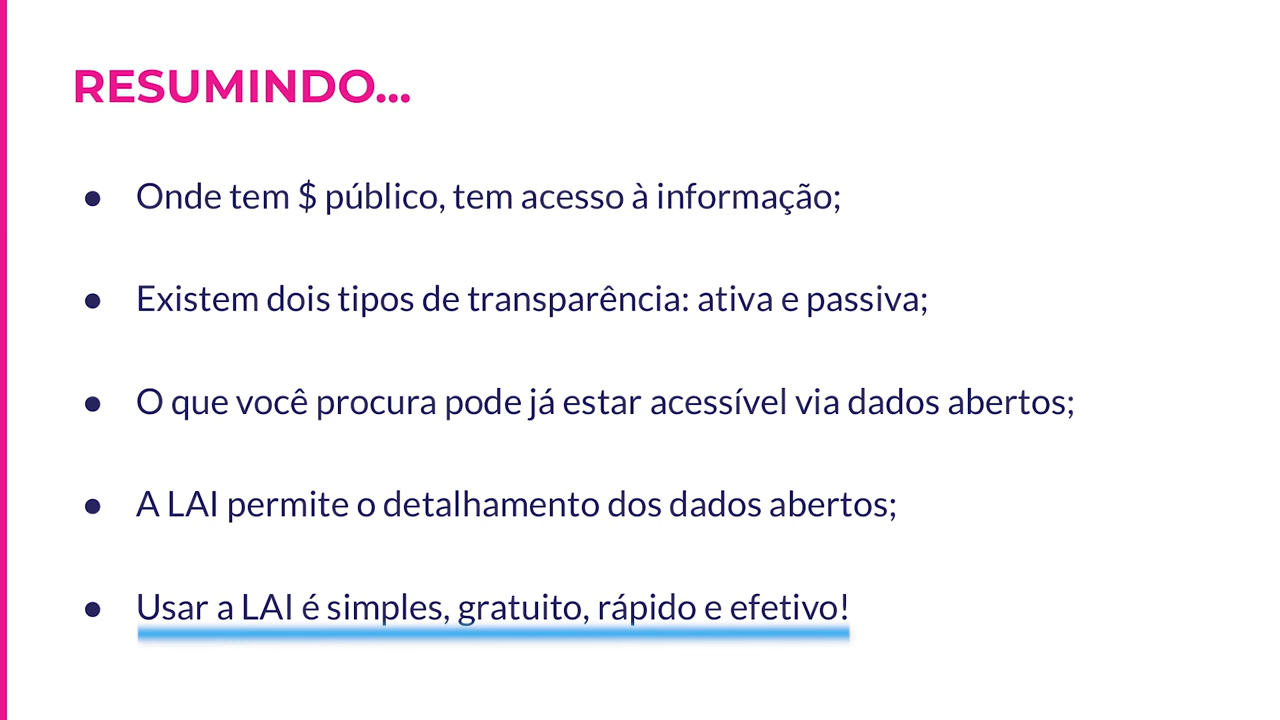 RESUMINDO...
● Onde tem $ público, tem acesso à informação;
● Existem dois tipos de transparência: ativa e passiva;
● O que você procura pode já estar acessível via dados abertos;
● A LAI permite o detalhamento dos dados abertos;
● Usar a LAI é simples, gratuito, rápido e efetivo!